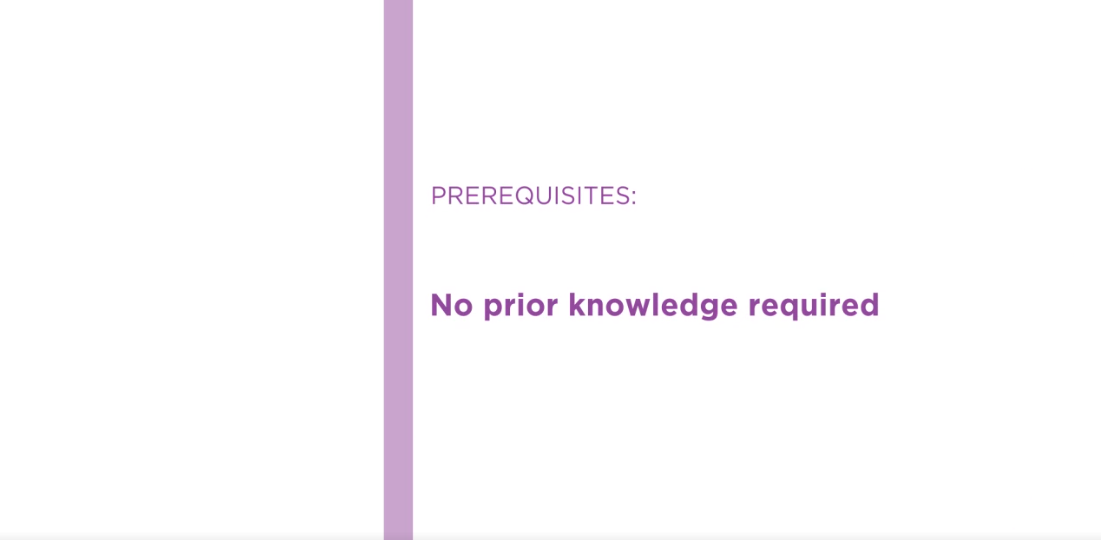 PREREQUISITES:
No prior knowledge required